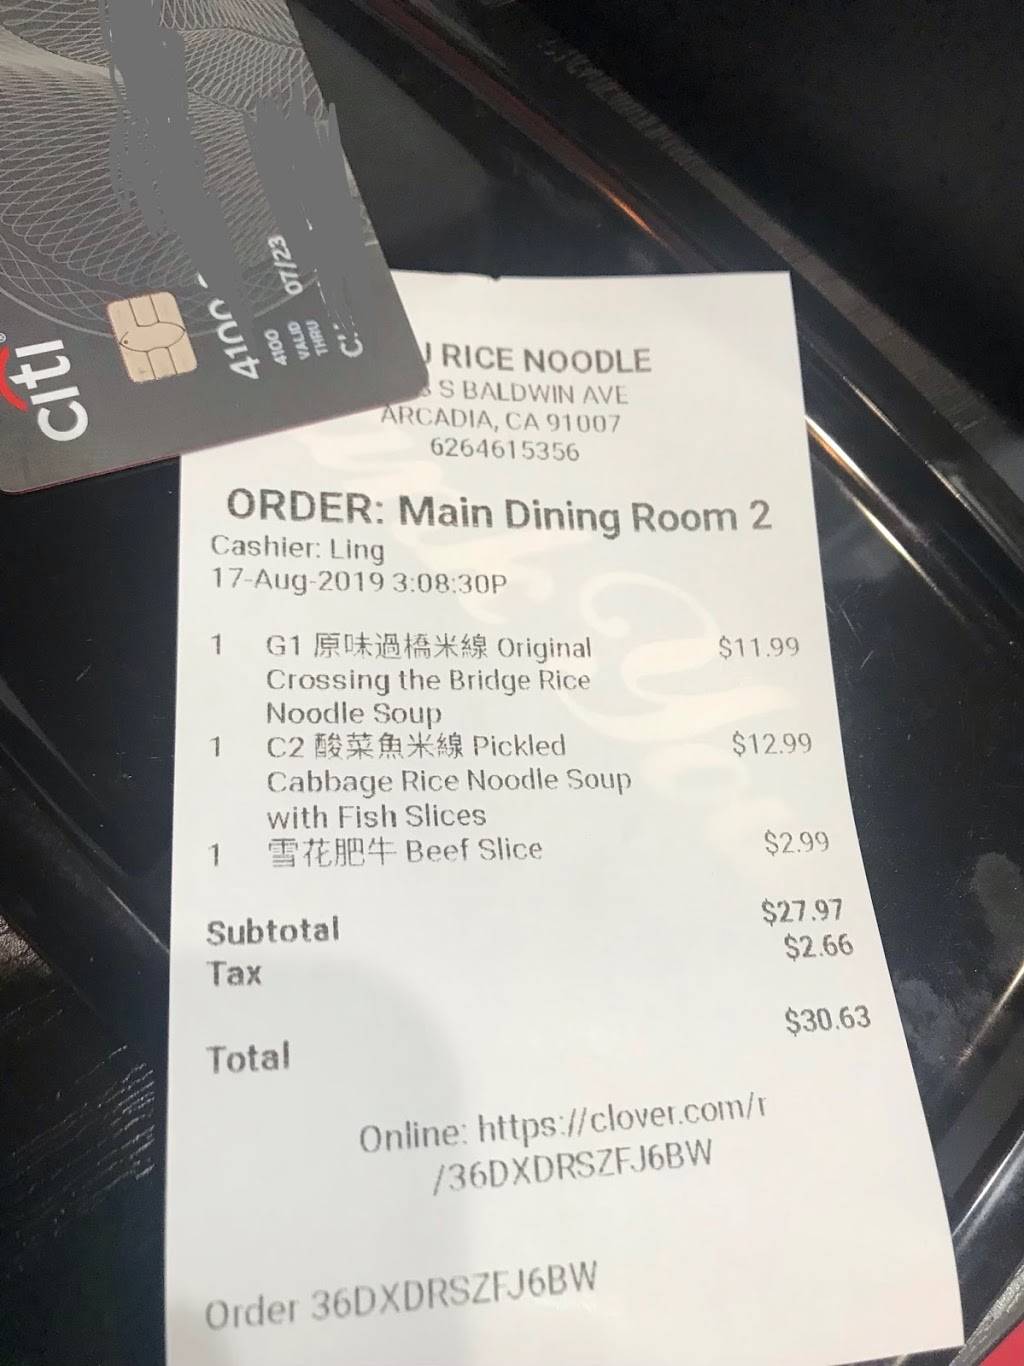 citi
4100
4100
VALID
THRU
07/23
RICE NOODLE
S BALDWIN AVE
ARCADIA, CA 91007
6264615356
ORDER: Main Dining Room 2
Cashier: Ling
17-Aug-2019 3:08:30P
1 G1 原味過橋米線 Original $11.99
Crossing the Bridge Rice
Noodle Soup
1 C2 酸菜魚米線 Pickled $12.99
Cabbage Rice Noodle Soup
with Fish Slices
1 雪花肥牛 Beef Slice $2.99
Subtotal $27.97
Tax $2.66
Total $30.63
Online: https://clover.com/r
/36DXDRSZFJ6BW
Order 36DXDRSZFJ6BW